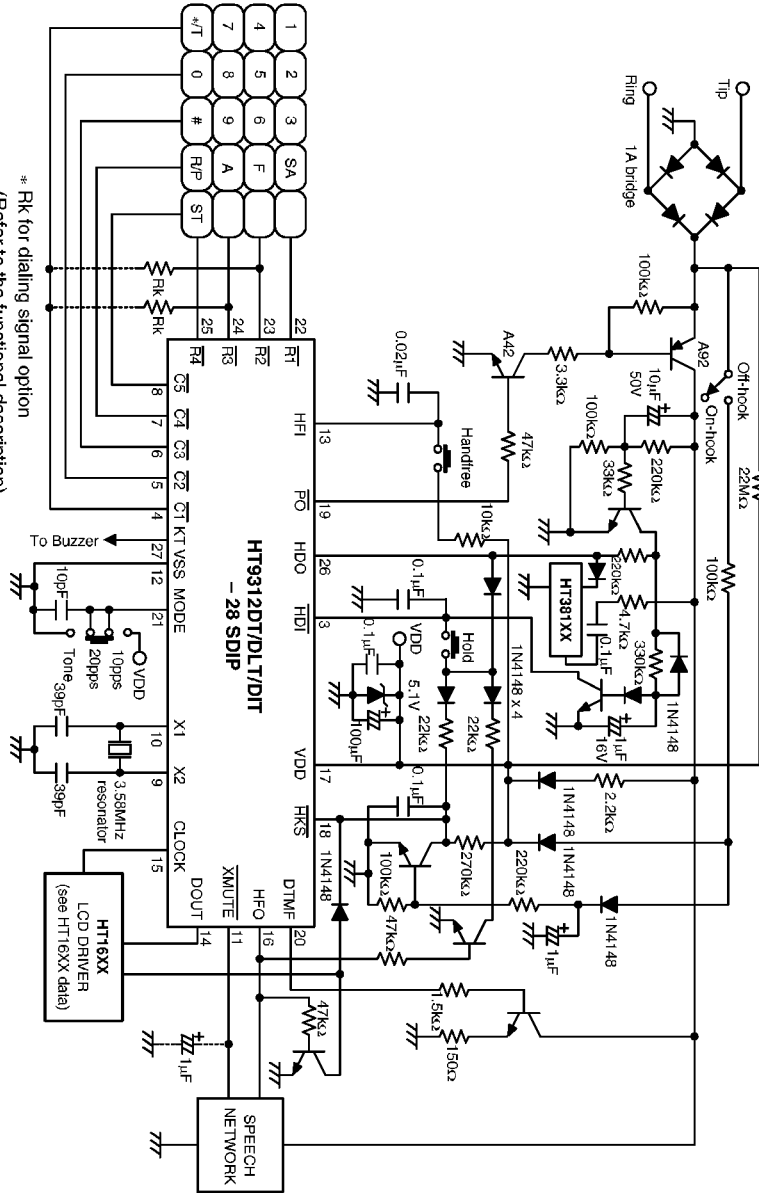 Tip
Ring
1A bridge
100kΩ
A92
Off-hook
On-hook
22MΩ
100kΩ
10µF
50V
3.3kΩ
A42
100kΩ
220kΩ
33kΩ
47kΩ
0.02µF
Handfree
10kΩ
220kΩ
HT381XX
4.7kΩ
0.1µF
330kΩ
1N4148
1µF
16V
0.1µF
Hold
1N4148 x 4
22kΩ
22kΩ
0.1µF
VDD
5.1V
100µF
0.1µF
2.2kΩ
1N4148
1N4148
1N4148
270kΩ
220kΩ
100kΩ
47kΩ
1µF
1N4148
1.5kΩ
150Ω
47kΩ
1µF
SPEECH
NETWORK
1 2 3 SA
4 5 6 F
7 8 9 A
*/T 0 # R/P ST
Rk
Rk
22
23
24
25
R1
R2
R3
R4
HFI
13
PO
19
HDO
26
HDI
3
VDD
17
HKS
18
DTMF
20
HFO
16
XMUTE
11
DOUT
14
CLOCK
15
X2
9
X1
10
MODE
21
VSS
12
KT
27
C1
4
C2
5
C3
6
C4
7
C5
8
HT9312DT/DLT/DIT
– 28 SDIP
To Buzzer
10pF
Tone
20pps
10pps
VDD
39pF
39pF
3.58MHz
resonator
HT16XX
LCD DRIVER
(see HT16XX data)
* Rk for dialing signal option
(Refer to the functional description)